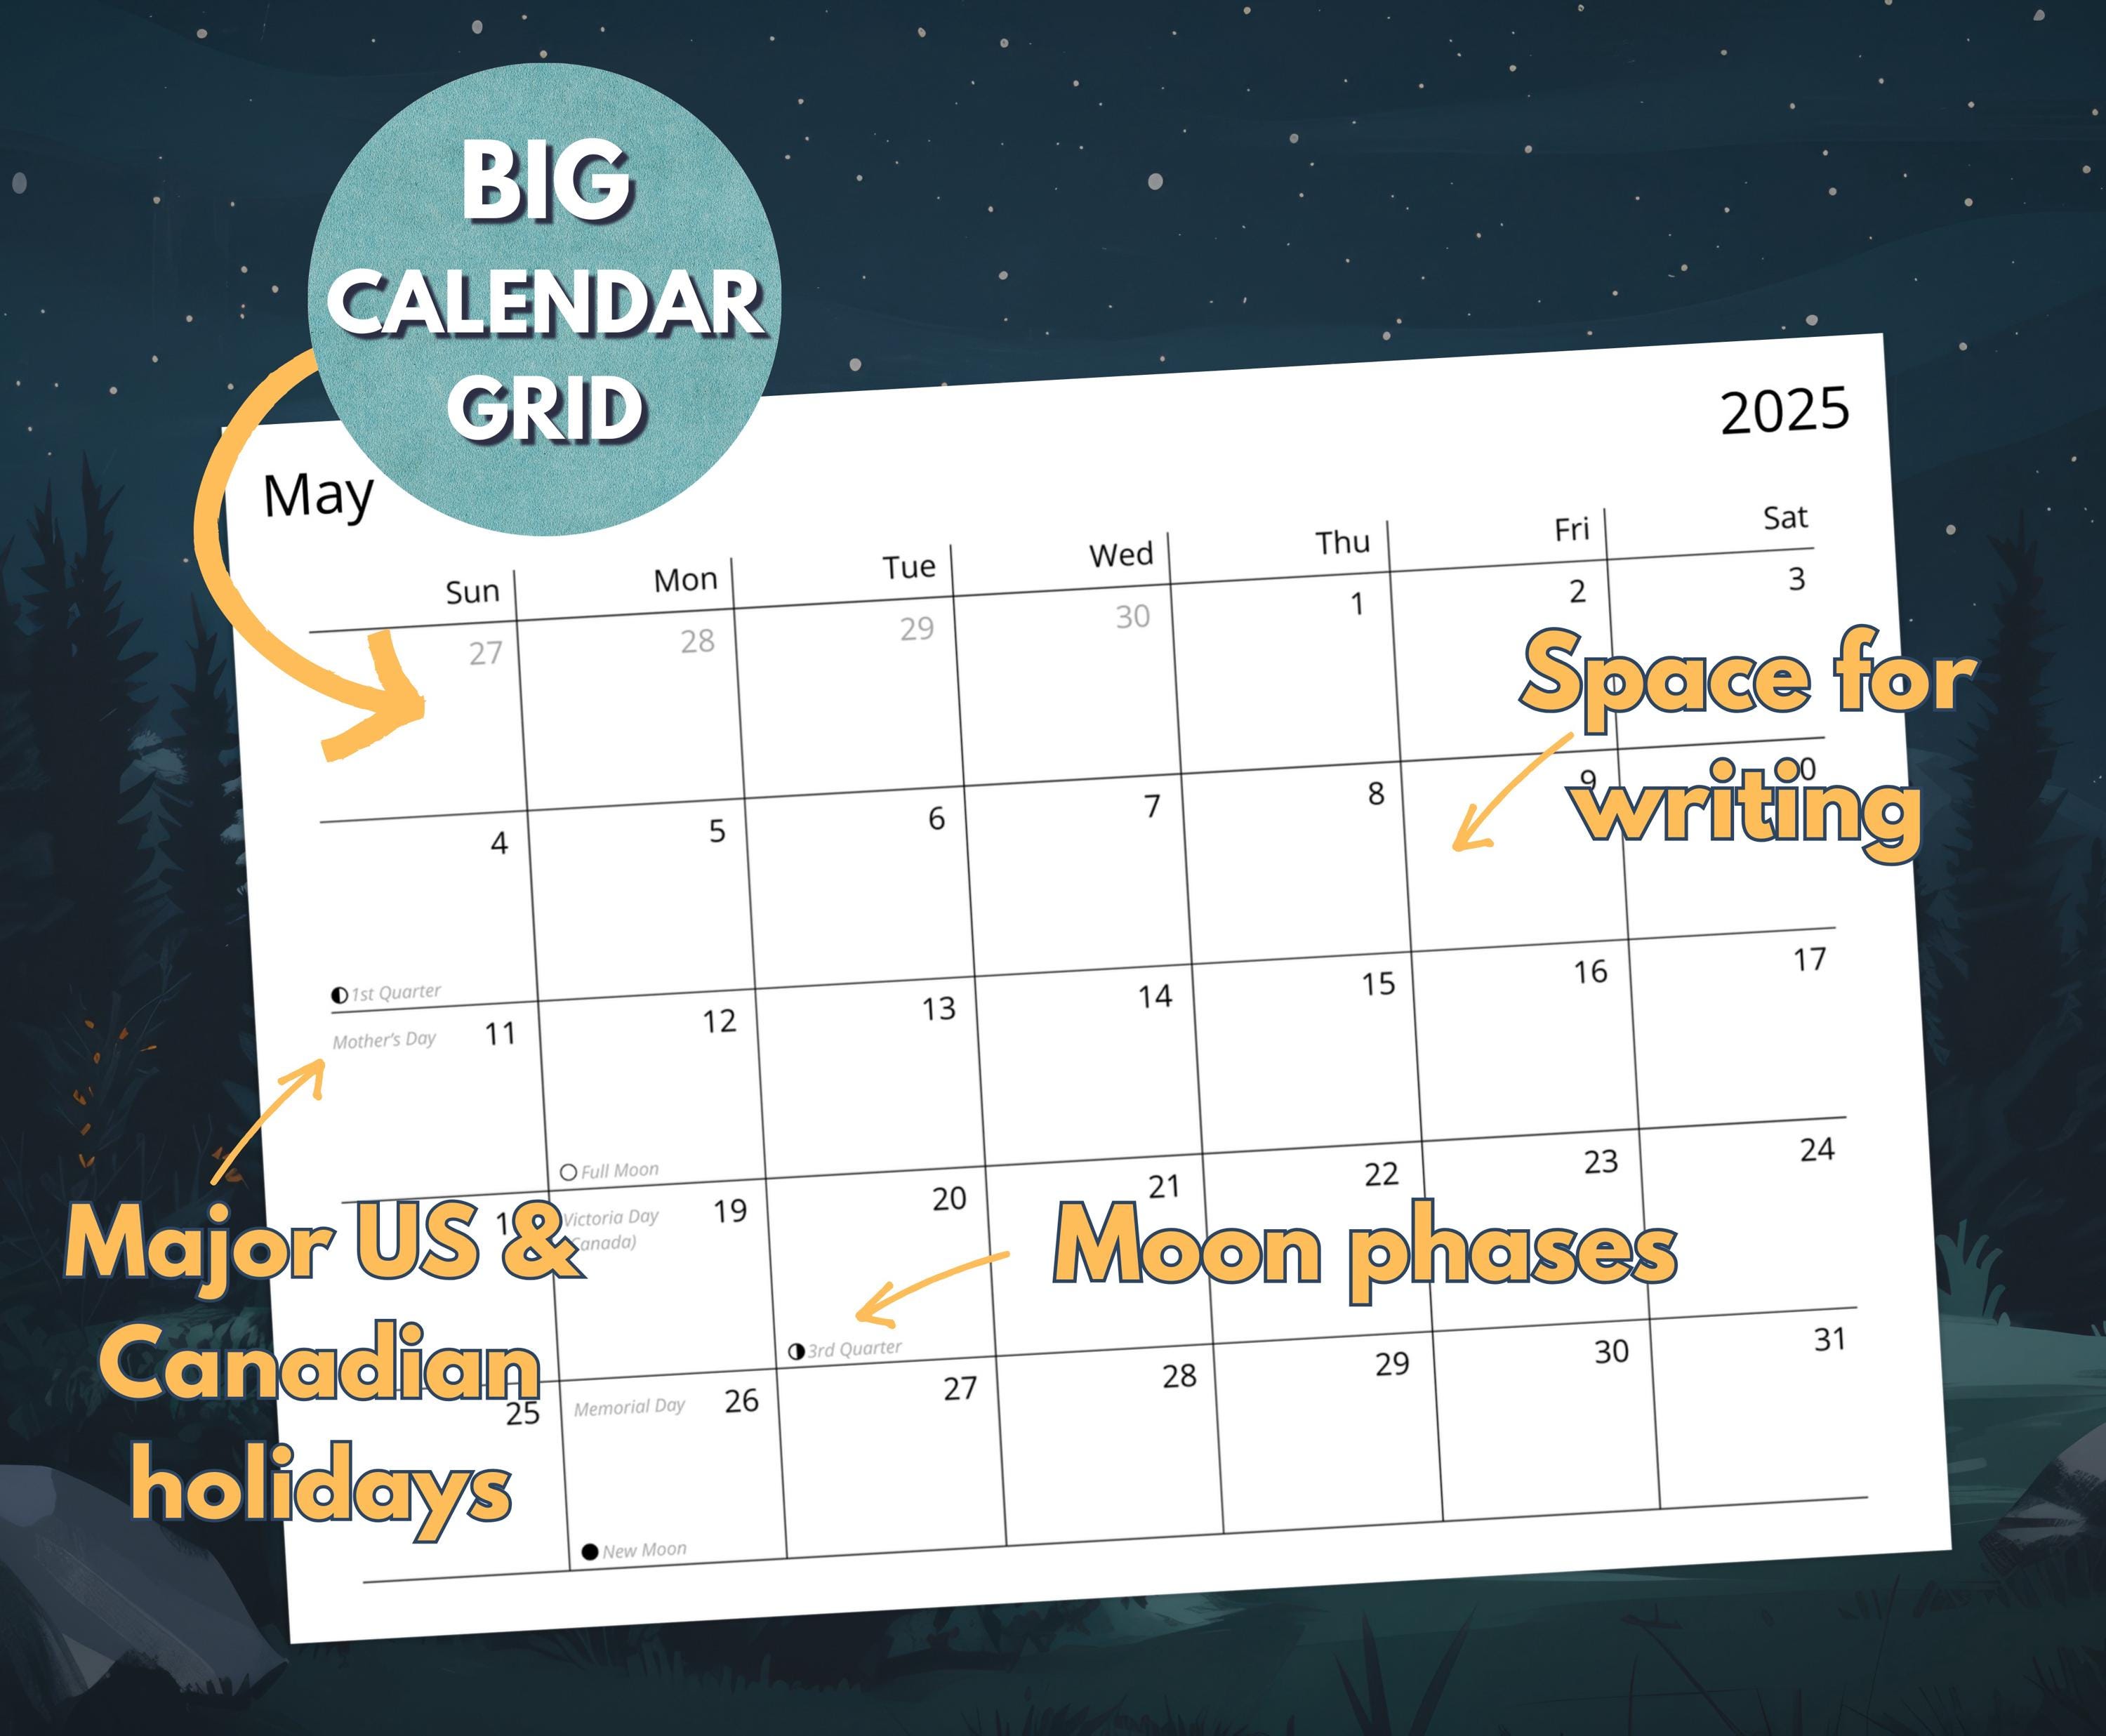 BIG
CALENDAR
GRID
May
2025
Sun Mon Tue Wed Thu Fri Sat
27 28 29 30 1 2 3
Space for
writing
4 5 6 7 8 9
1st Quarter
Mother's Day 11 12 13 14 15 16 17
Full Moon
Victoria Day 19 20 21 22 23 24
Major US &
Canadian
holidays
Moon phases
3rd Quarter
25 Memorial Day 26 27 28 29 30 31
New Moon